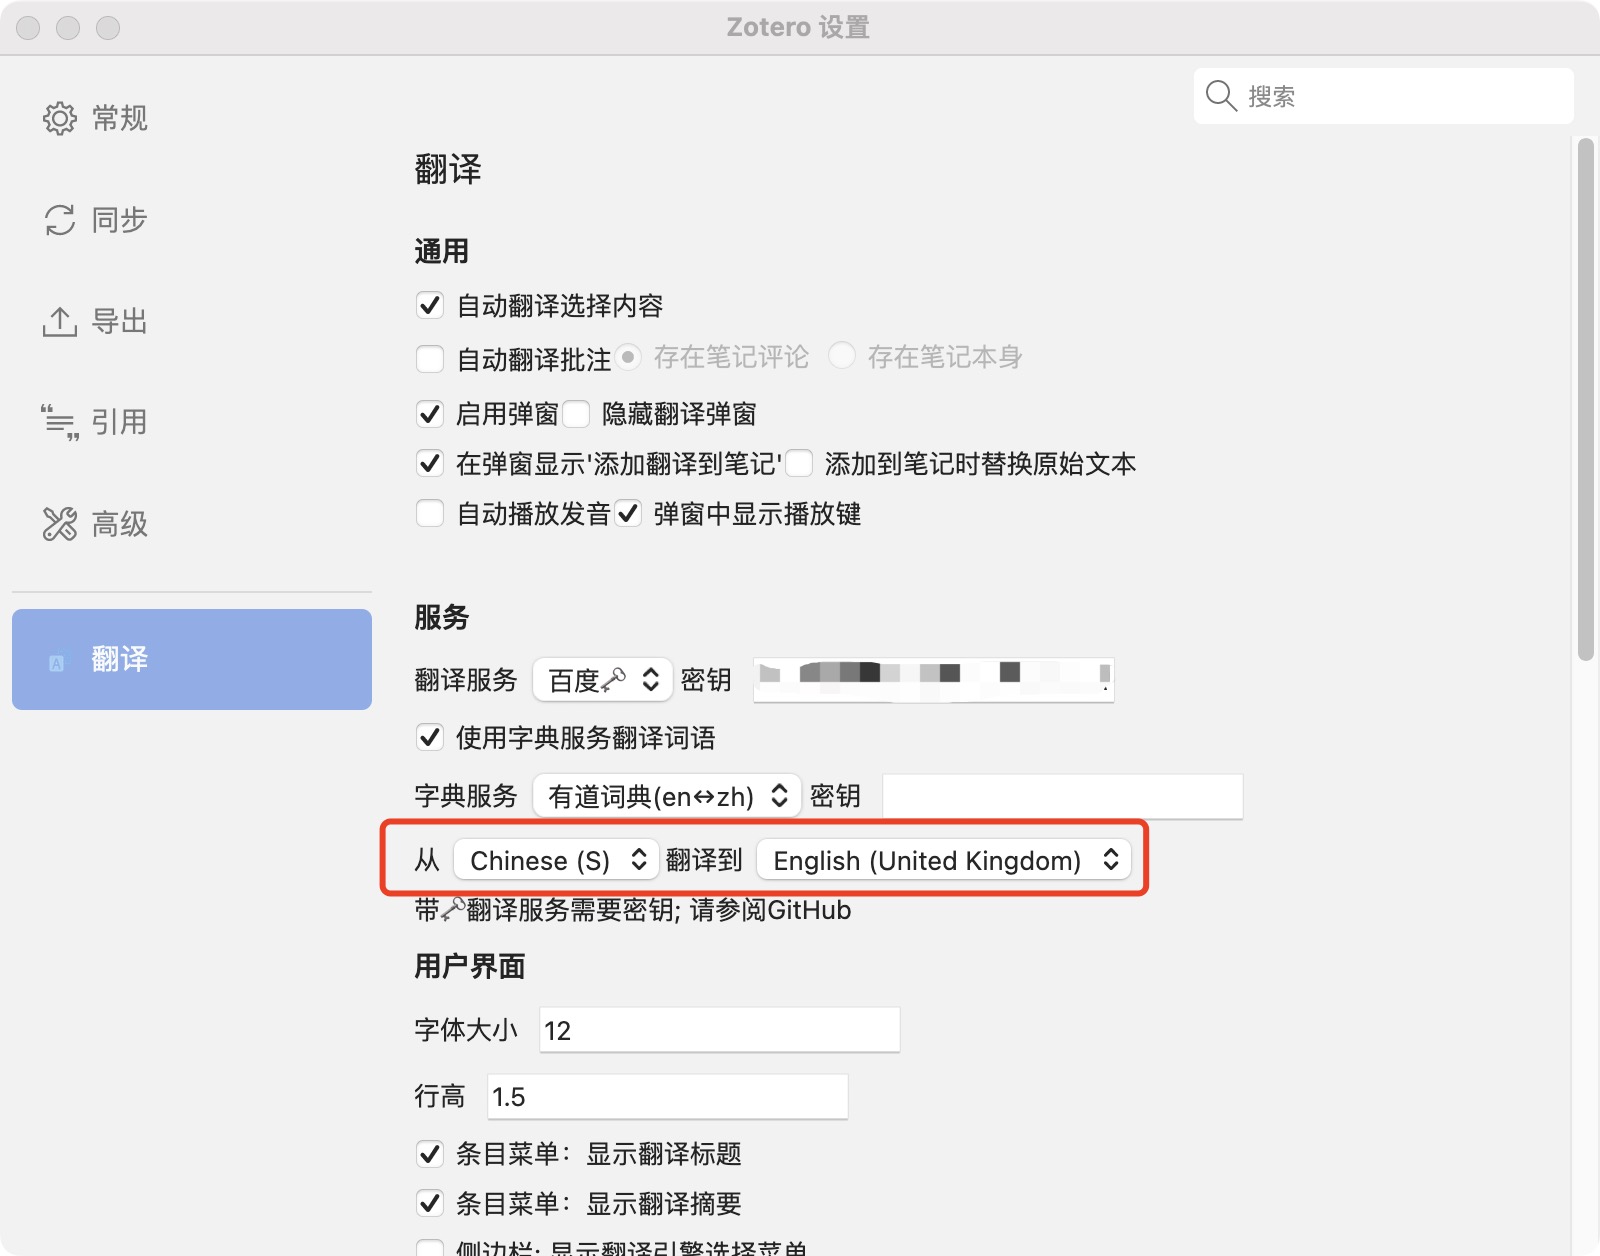 Zotero 设置
搜索
常规
同步
导出
引用
高级
翻译
翻译
通用
自动翻译选择内容
自动翻译批注 存在笔记评论 存在笔记本身
启用弹窗 隐藏翻译弹窗
在弹窗显示'添加翻译到笔记' 添加到笔记时替换原始文本
自动播放发音 弹窗中显示播放键
服务
翻译服务 百度🗝 密钥
使用字典服务翻译词语
字典服务 有道词典(en↔zh) 密钥
从 Chinese (S) 翻译到 English (United Kingdom)
带🗝翻译服务需要密钥; 请参阅GitHub
用户界面
字体大小 12
行高 1.5
条目菜单：显示翻译标题
条目菜单：显示翻译摘要
侧边栏: 显示翻译引擎选择菜单